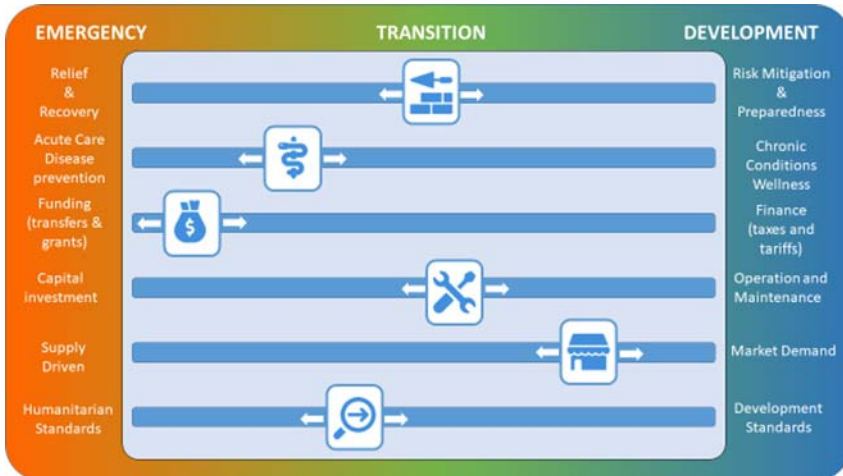 EMERGENCY TRANSITION DEVELOPMENT
Relief
&
Recovery
Risk Mitigation
&
Preparedness
Acute Care
Disease
prevention
Chronic
Conditions
Wellness
Funding
(transfers &
grants)
$
Finance
(taxes and
tariffs)
Capital
investment
Operation and
Maintenance
Supply
Driven
Market Demand
Humanitarian
Standards
Development
Standards